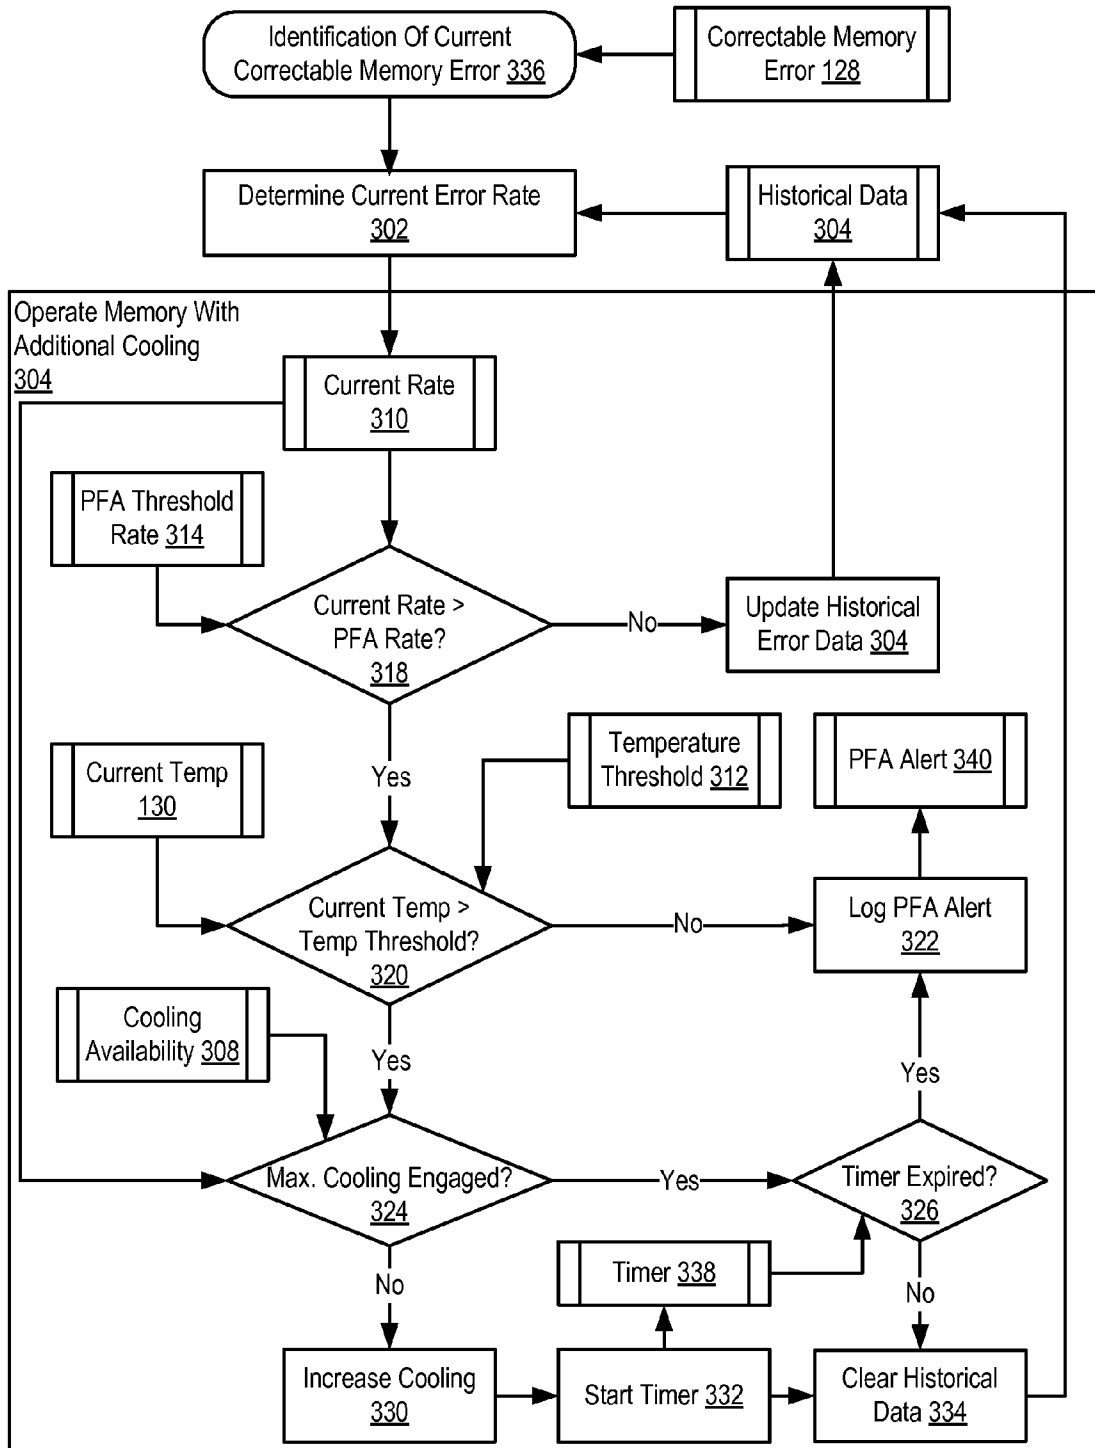 Identification Of Current
Correctable Memory Error 336
Correctable Memory
Error 128
Determine Current Error Rate
302
Historical Data
304
Operate Memory With
Additional Cooling
304
Current Rate
310
PFA Threshold
Rate 314
Current Rate >
PFA Rate?
318
No
Update Historical
Error Data 304
Yes
Temperature
Threshold 312
PFA Alert 340
Current Temp
130
Current Temp >
Temp Threshold?
320
No
Log PFA Alert
322
Cooling
Availability 308
Yes
Yes
Max. Cooling Engaged?
324
Yes
Timer Expired?
326
No
Timer 338
No
Increase Cooling
330
Start Timer 332
Clear Historical
Data 334